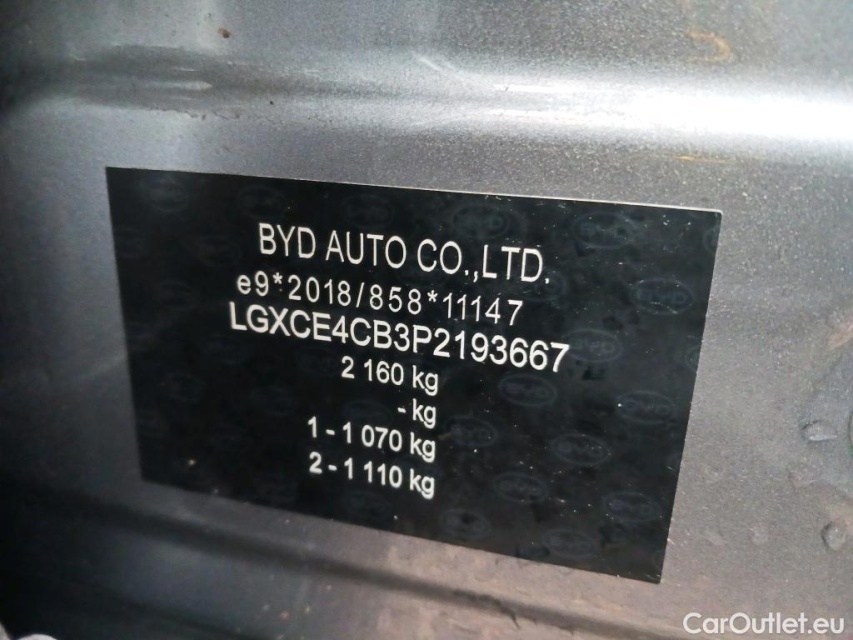 BYD AUTO CO.,LTD.
e9*2018/858*11147
LGXCE4CB3P2193667
2 160 kg
- kg
1 - 1 070 kg
2 - 1 110 kg
CarOutlet.eu